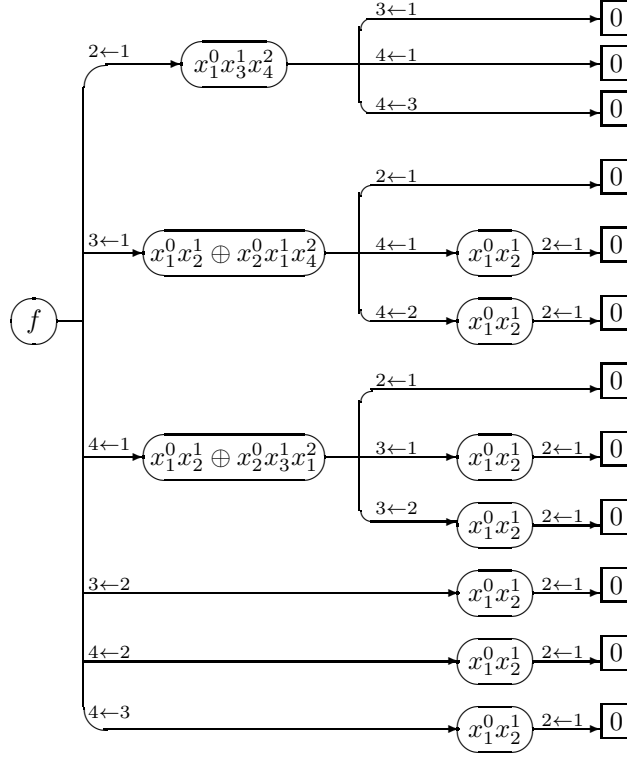 3←1 0
2←1 x_1^0x_3^1x_4^2 4←1 0
4←3 0
2←1 0
3←1 x_1^0x_2^1 ⊕ x_2^0x_1^1x_4^2 4←1 x_1^0x_2^1 2←1 0
f 4←2 x_1^0x_2^1 2←1 0
2←1 0
4←1 x_1^0x_2^1 ⊕ x_2^0x_3^1x_1^2 3←1 x_1^0x_2^1 2←1 0
3←2 x_1^0x_2^1 2←1 0
3←2 x_1^0x_2^1 2←1 0
4←2 x_1^0x_2^1 2←1 0
4←3 x_1^0x_2^1 2←1 0